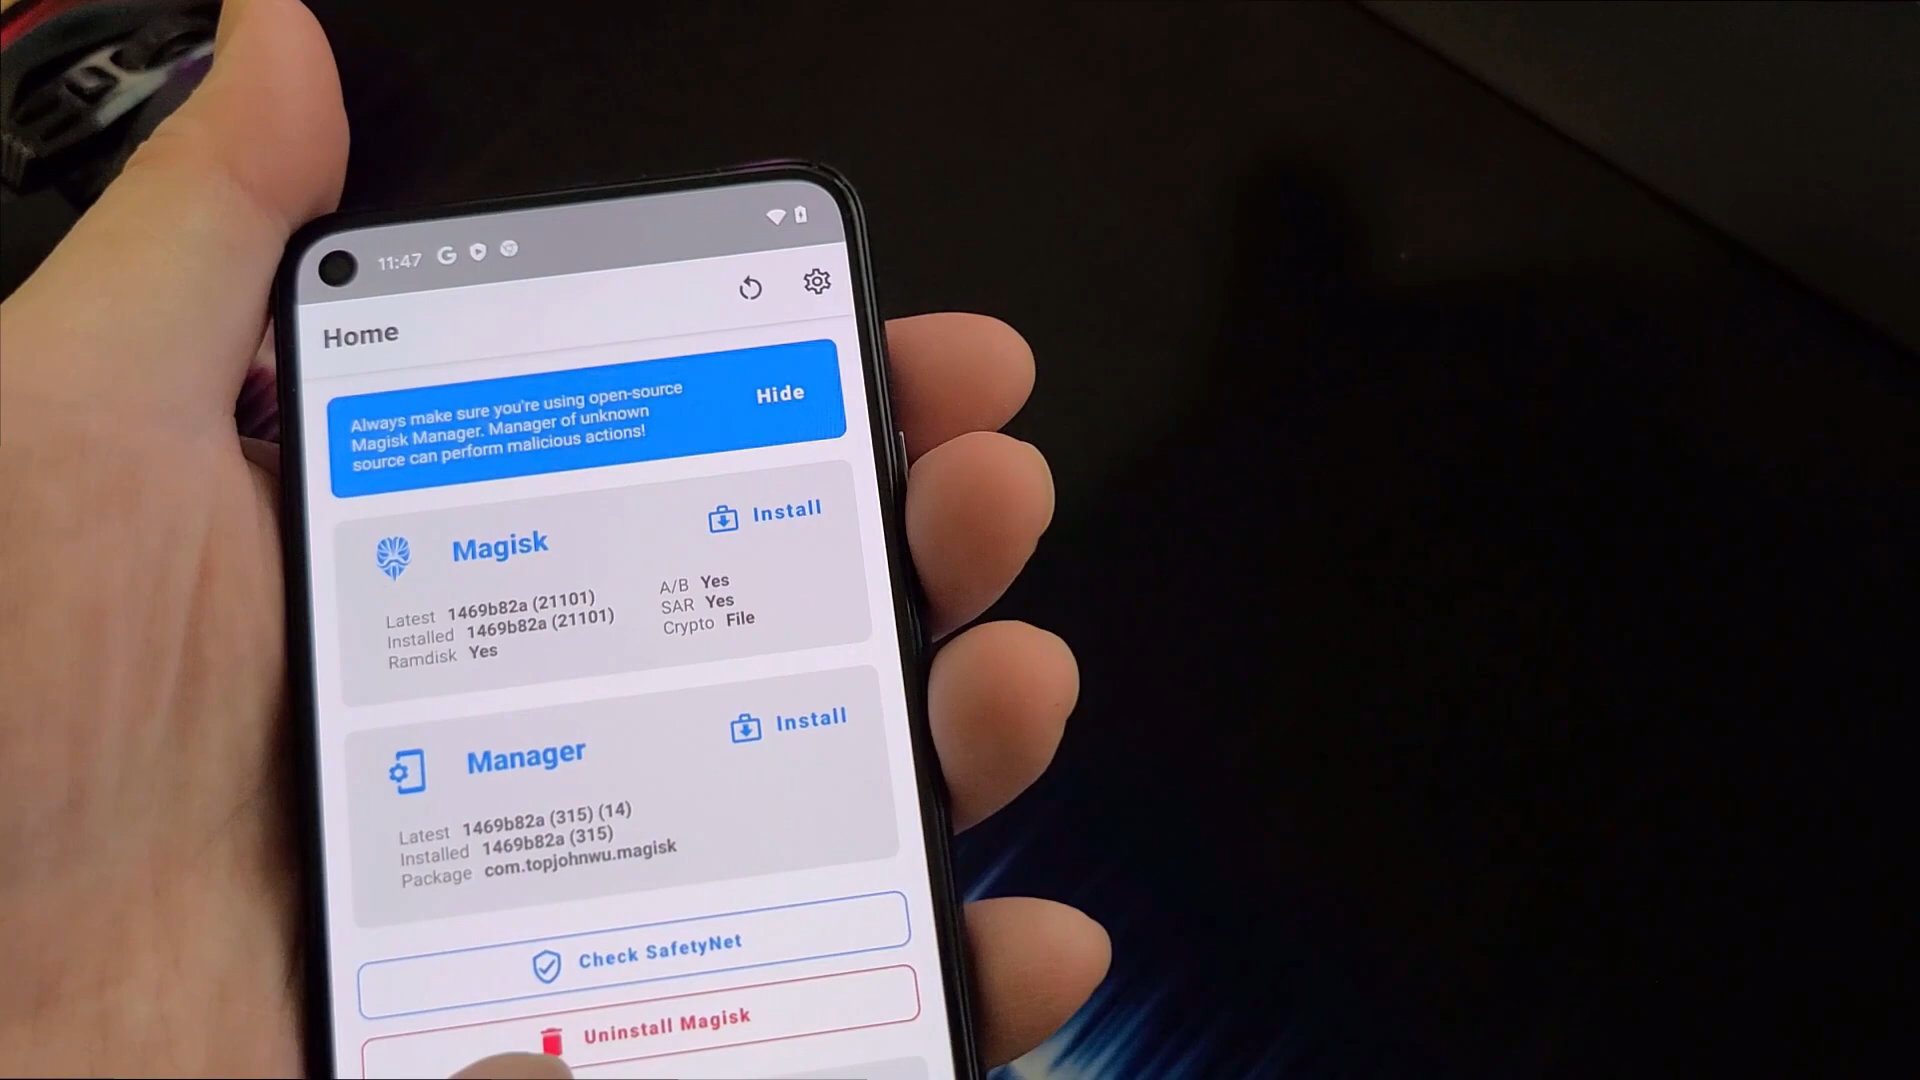 11:47
Home
Always make sure you're using open-source
Magisk Manager. Manager of unknown
source can perform malicious actions!
Hide
Magisk
Install
Latest 1469b82a (21101)
Installed 1469b82a (21101)
Ramdisk Yes
A/B Yes
SAR Yes
Crypto File
Manager
Install
Latest 1469b82a (315) (14)
Installed 1469b82a (315)
Package com.topjohnwu.magisk
Check SafetyNet
Uninstall Magisk